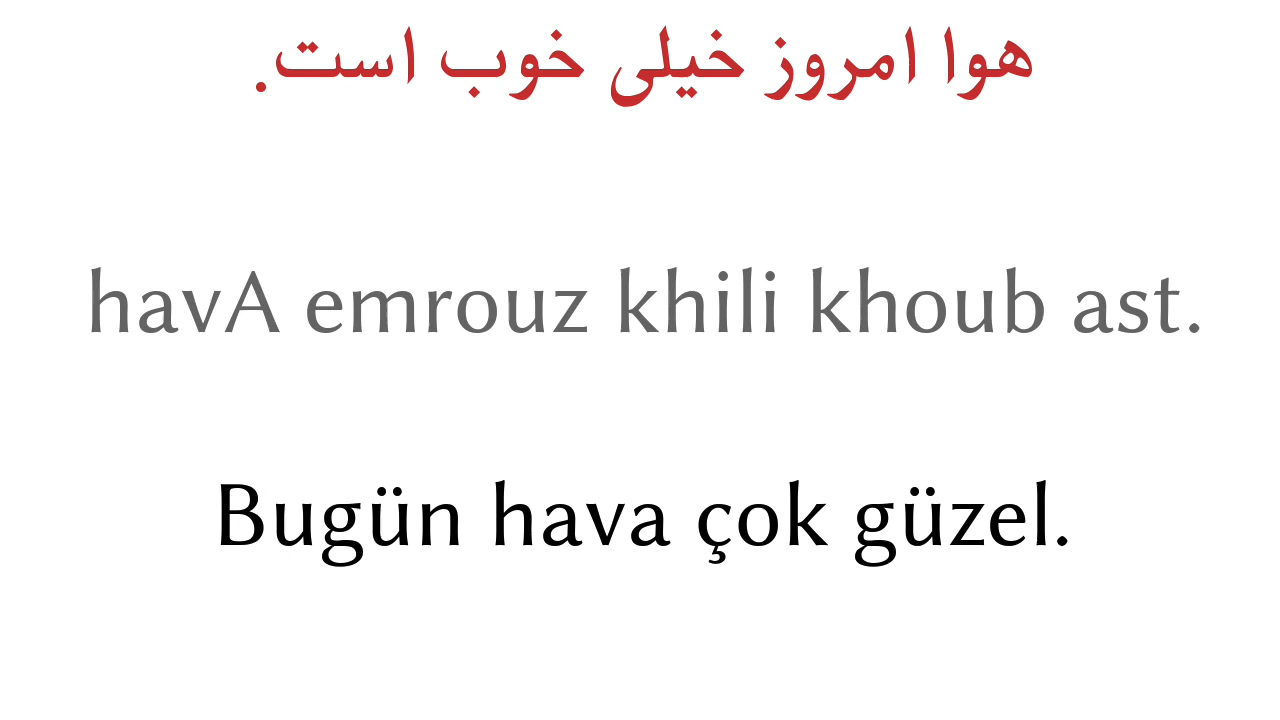 هوا امروز خیلی خوب است.
havA emrouz khili khoub ast.
Bugün hava çok güzel.